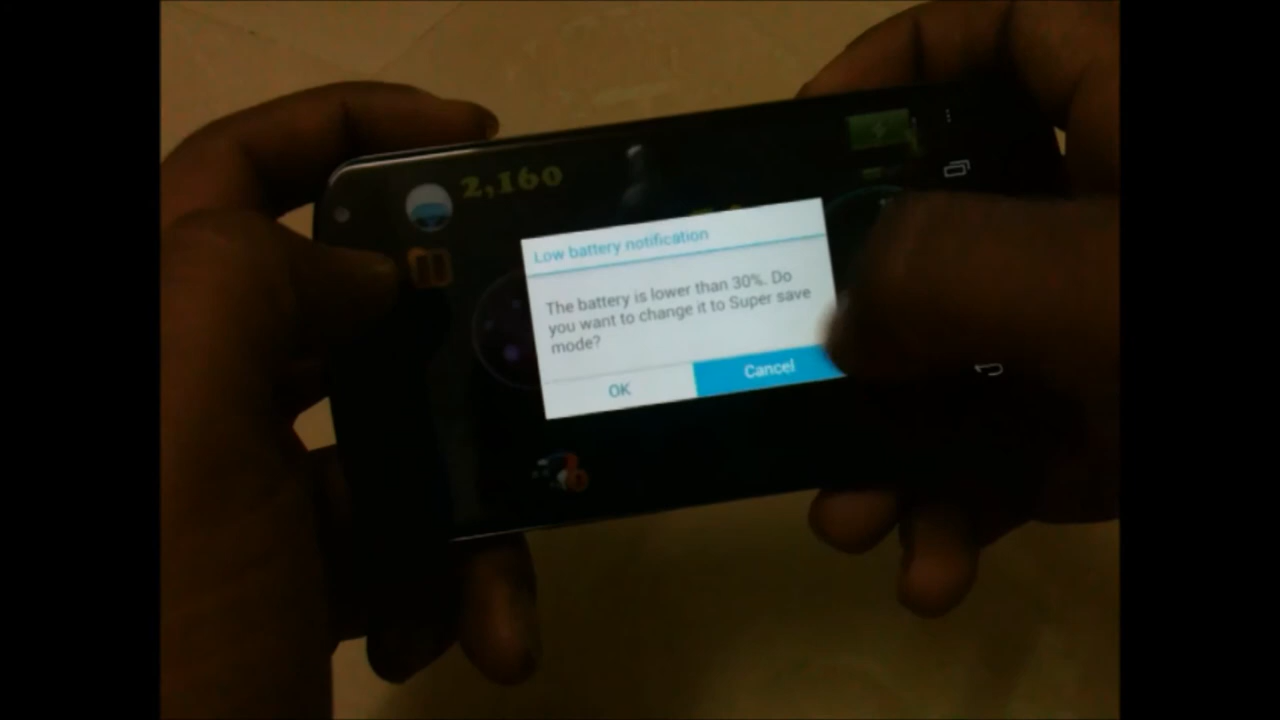 2,160
Low battery notification
The battery is lower than 30%. Do
you want to change it to Super save
mode?
OK
Cancel